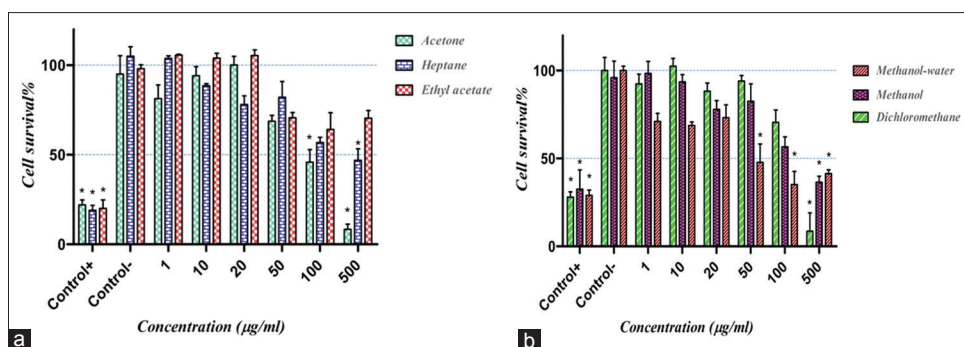 Cell survival%
100
50
0
Control+
Control-
1
10
20
50
100
500
Concentration (µg/ml)
Acetone
Heptane
Ethyl acetate
* * *
*
*
*
a
Cell survival%
100
50
0
Control+
Control-
1
10
20
50
100
500
Concentration (µg/ml)
Methanol-water
Methanol
Dichloromethane
* * *
*
*
* * *
b